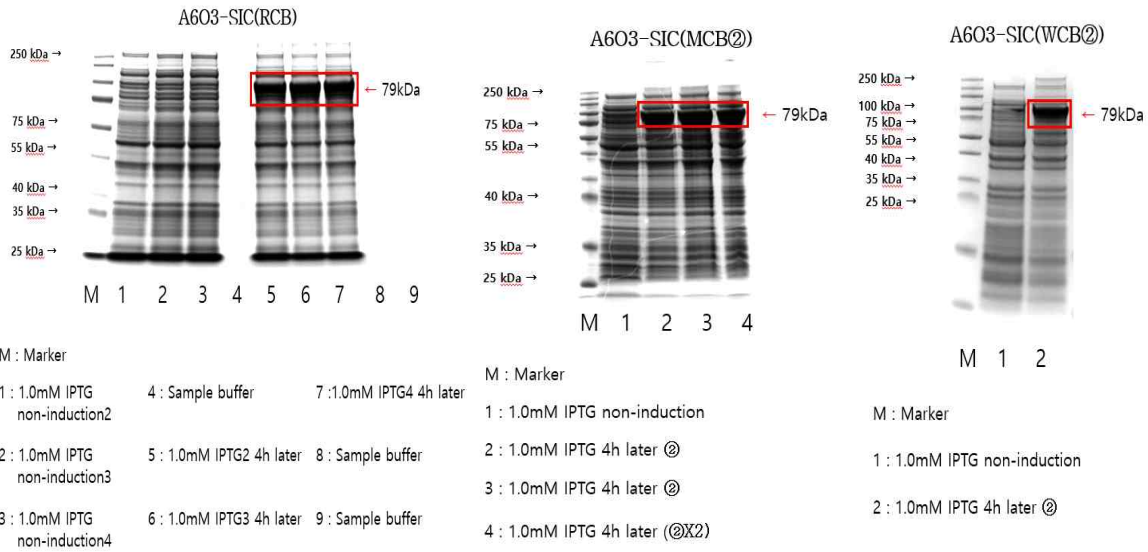 A6O3-SIC(RCB)
250 kDa →
75 kDa →
55 kDa →
40 kDa →
35 kDa →
25 kDa →
← 79kDa
M 1 2 3 4 5 6 7 8 9
M : Marker
1 : 1.0mM IPTG
non-induction2
2 : 1.0mM IPTG
non-induction3
3 : 1.0mM IPTG
non-induction4
4 : Sample buffer
5 : 1.0mM IPTG2 4h later
6 : 1.0mM IPTG3 4h later
7 :1.0mM IPTG4 4h later
8 : Sample buffer
9 : Sample buffer
A6O3-SIC(MCB②)
250 kDa →
100 kDa →
75 kDa →
55 kDa →
40 kDa →
35 kDa →
25 kDa →
← 79kDa
M 1 2 3 4
M : Marker
1 : 1.0mM IPTG non-induction
2 : 1.0mM IPTG 4h later ②
3 : 1.0mM IPTG 4h later ②
4 : 1.0mM IPTG 4h later (②X2)
A6O3-SIC(WCB②)
250 kDa →
100 kDa →
75 kDa →
55 kDa →
40 kDa →
35 kDa →
25 kDa →
← 79kDa
M 1 2
M : Marker
1 : 1.0mM IPTG non-induction
2 : 1.0mM IPTG 4h later ②